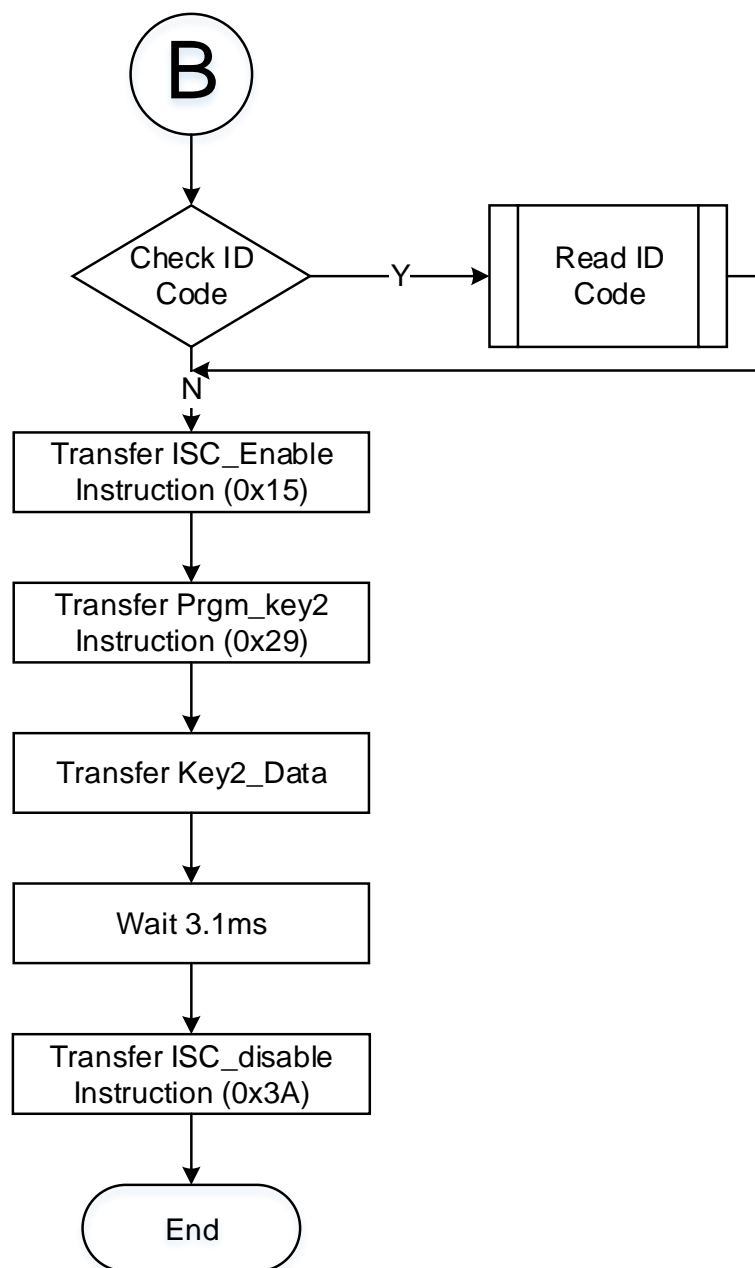 B
Check ID
Code
Y
Read ID
Code
N
Transfer ISC_Enable
Instruction (0x15)
Transfer Prgm_key2
Instruction (0x29)
Transfer Key2_Data
Wait 3.1ms
Transfer ISC_disable
Instruction (0x3A)
End